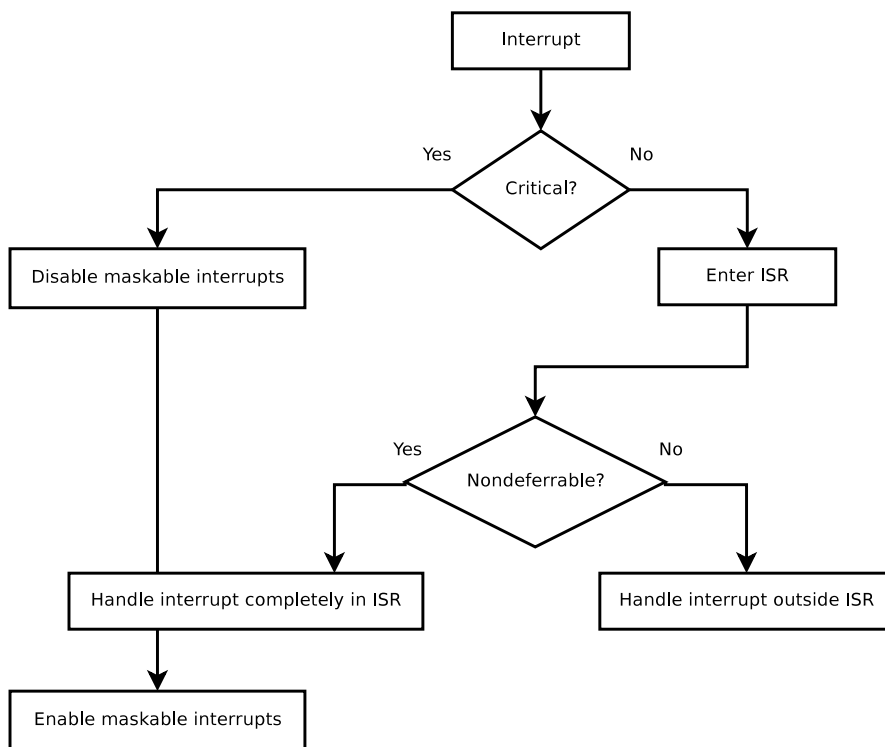 Interrupt
Yes
No
Critical?
Disable maskable interrupts
Enter ISR
Yes
No
Nondeferrable?
Handle interrupt completely in ISR
Handle interrupt outside ISR
Enable maskable interrupts